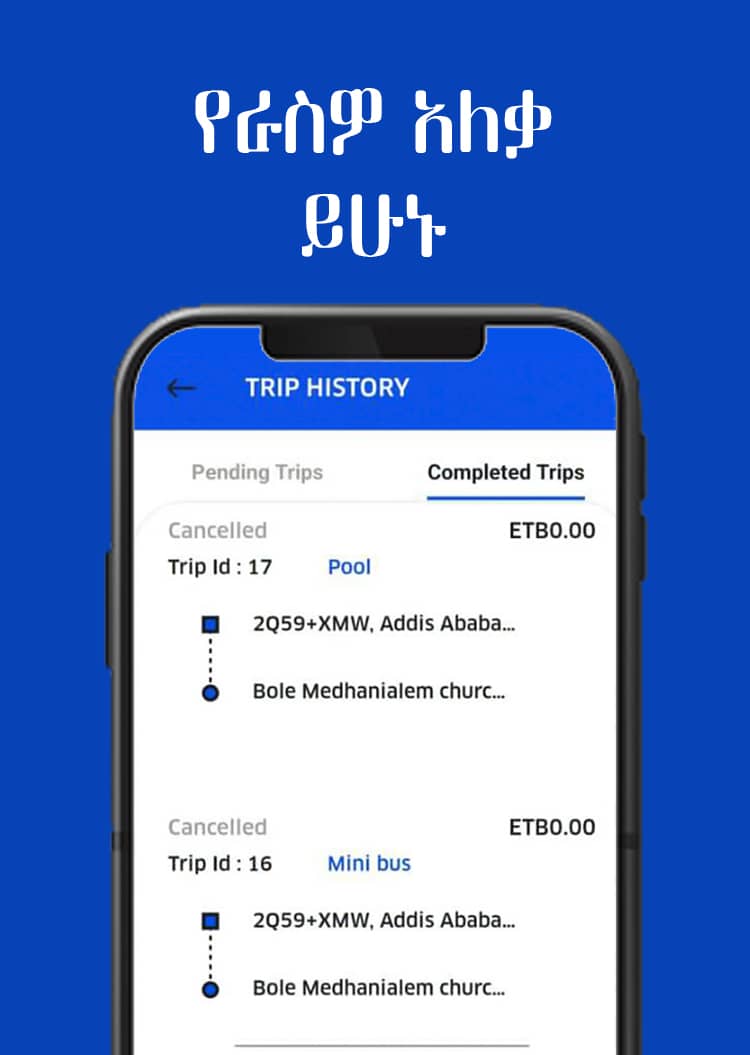 የራስዎ አለቃ
ይሁኑ
TRIP HISTORY
Pending Trips Completed Trips
Cancelled ETB0.00
Trip Id : 17 Pool
2Q59+XMW, Addis Ababa...
Bole Medhanialem churc...
Cancelled ETB0.00
Trip Id : 16 Mini bus
2Q59+XMW, Addis Ababa...
Bole Medhanialem churc...